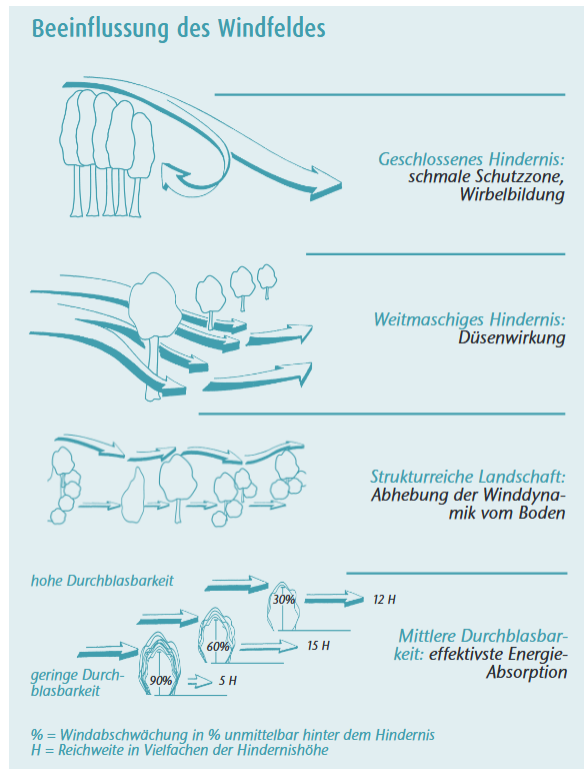 Beeinflussung des Windfeldes
Geschlossenes Hindernis:
schmale Schutzzone,
Wirbelbildung
Weitmaschiges Hindernis:
Düsenwirkung
Strukturreiche Landschaft:
Abhebung der Winddyna-
mik vom Boden
hohe Durchblasbarkeit
30%
12 H
60%
15 H
Mittlere Durchblasbar-
keit: effektivste Energie-
Absorption
geringe Durch-
blasbarkeit
90%
5 H
% = Windabschwächung in % unmittelbar hinter dem Hindernis
H = Reichweite in Vielfachen der Hindernishöhe